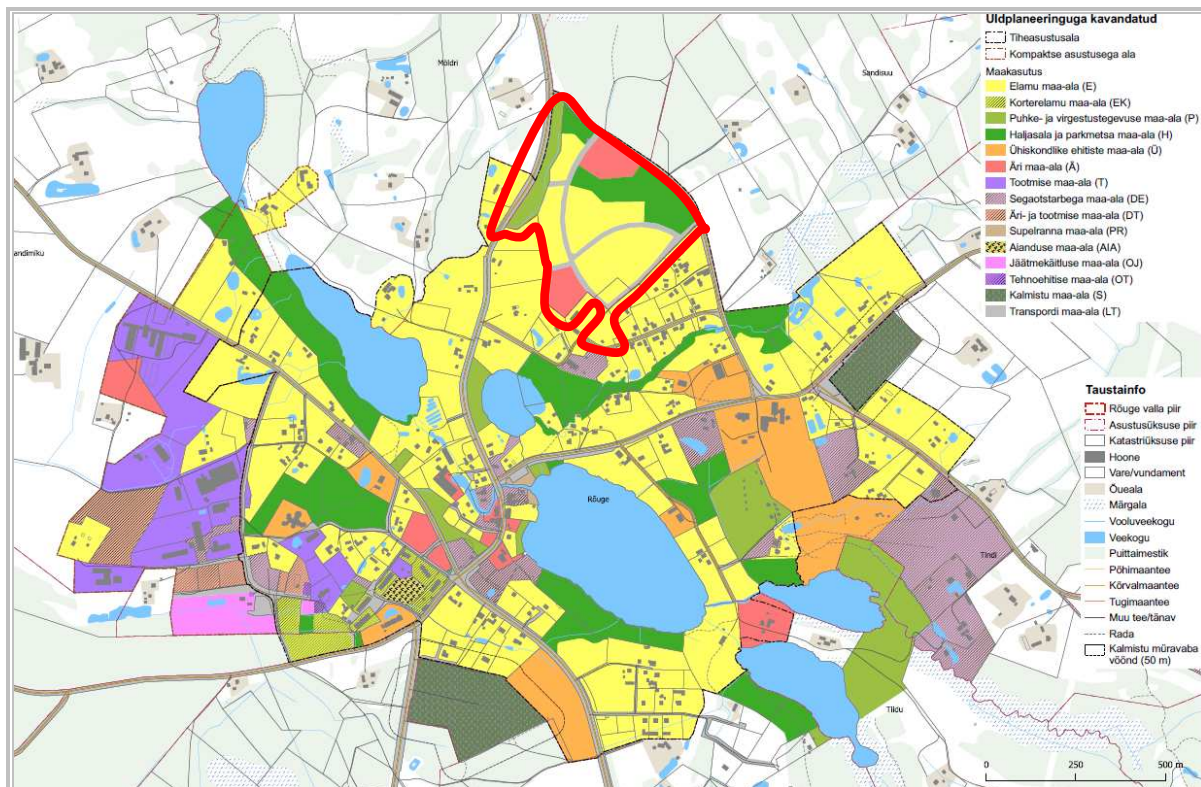 Üldplaneeringuga kavandatud
Tiheasustusala
Kompaktse asustusega ala
Maakasutus
Elamu maa-ala (E)
Korterelamu maa-ala (EK)
Puhke- ja virgestustegevuse maa-ala (P)
Haljasala ja parkmetsa maa-ala (H)
Ühiskondlike ehitiste maa-ala (Ü)
Äri maa-ala (Ä)
Tootmise maa-ala (T)
Segaotstarbega maa-ala (DE)
Äri- ja tootmise maa-ala (DT)
Supelranna maa-ala (PR)
Aianduse maa-ala (AIA)
Jäätmekäitluse maa-ala (OJ)
Tehnoehitise maa-ala (OT)
Kalmistu maa-ala (S)
Transpordi maa-ala (LT)
Möldri
Sandisuu
andimiku
Rõuge
Tindi
Tiidu
Taustainfo
Rõuge valla piir
Asustusüksuse piir
Katastriüksuse piir
Hoone
Vare/vundament
Õueala
Märgala
Vooluveekogu
Veekogu
Puittaimestik
Põhimaantee
Kõrvalmaantee
Tugimaantee
Muu tee/tänav
Rada
Kalmistu müravaba
vöönd (50 m)
0 250 500 m